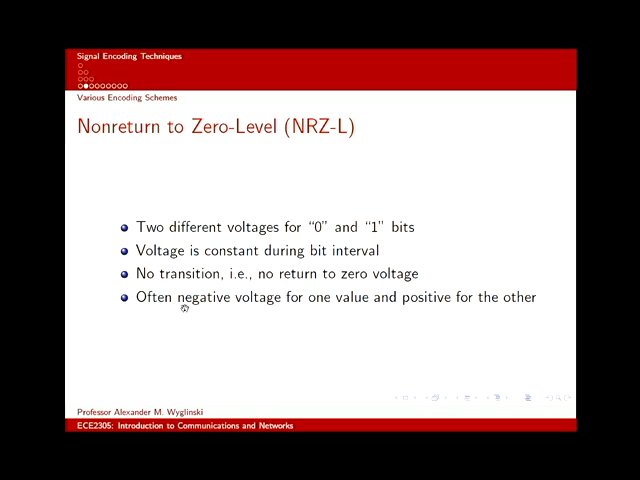 Signal Encoding Techniques
Various Encoding Schemes
Nonreturn to Zero-Level (NRZ-L)
Two different voltages for “0” and “1” bits
Voltage is constant during bit interval
No transition, i.e., no return to zero voltage
Often negative voltage for one value and positive for the other
Professor Alexander M. Wyglinski
ECE2305: Introduction to Communications and Networks